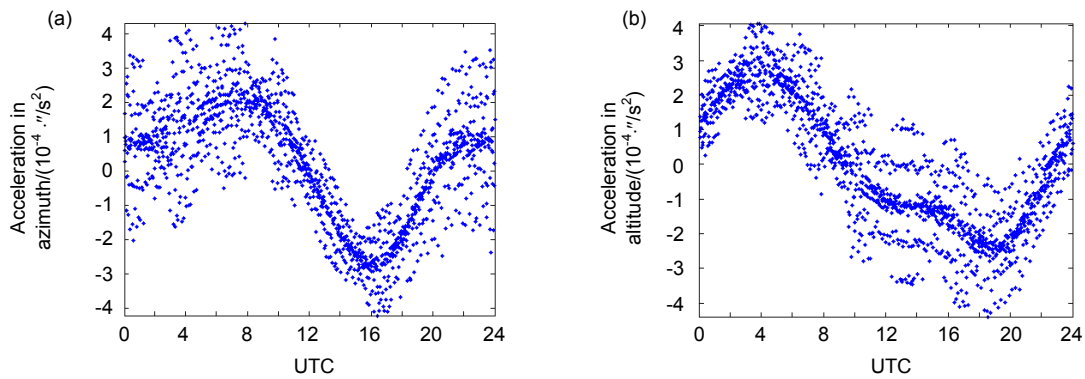 (a)
4
3
2
1
0
-1
-2
-3
-4
Acceleration in
azimuth/(10⁻⁴·″/s²)
0 4 8 12 16 20 24
UTC
(b)
4
3
2
1
0
-1
-2
-3
-4
Acceleration in
altitude/(10⁻⁴·″/s²)
0 4 8 12 16 20 24
UTC